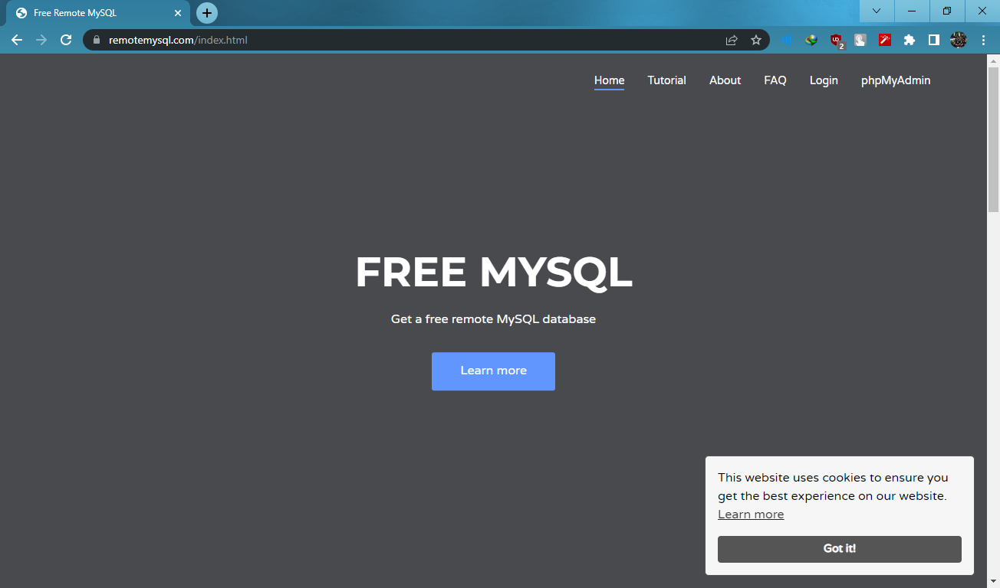 Free Remote MySQL
remotemysql.com/index.html
2
Home Tutorial About FAQ Login phpMyAdmin
FREE MYSQL
Get a free remote MySQL database
Learn more
This website uses cookies to ensure you
get the best experience on our website.
Learn more
Got it!